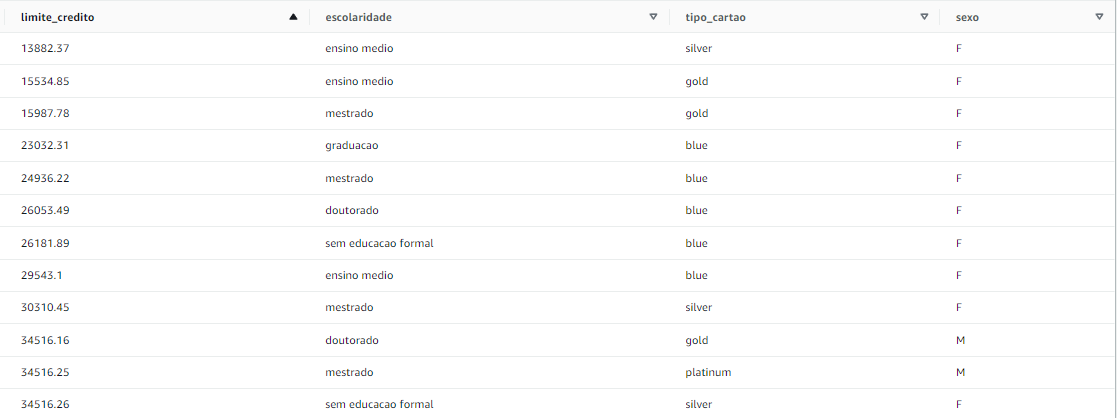 limite_credito escolaridade tipo_cartao sexo
13882.37 ensino medio silver F
15534.85 ensino medio gold F
15987.78 mestrado gold F
23032.31 graduacao blue F
24936.22 mestrado blue F
26053.49 doutorado blue F
26181.89 sem educacao formal blue F
29543.1 ensino medio blue F
30310.45 mestrado silver F
34516.16 doutorado gold M
34516.25 mestrado platinum M
34516.26 sem educacao formal silver F